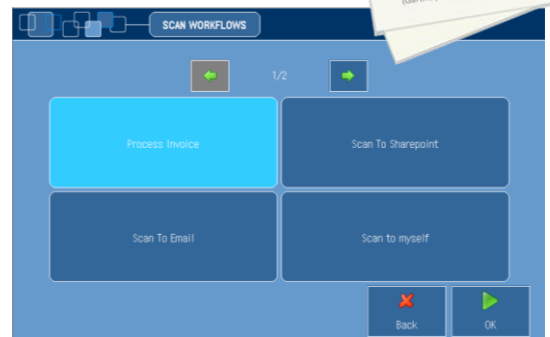 SCAN WORKFLOWS
1/2
Process Invoice
Scan To Sharepoint
Scan To Email
Scan to myself
Back
OK